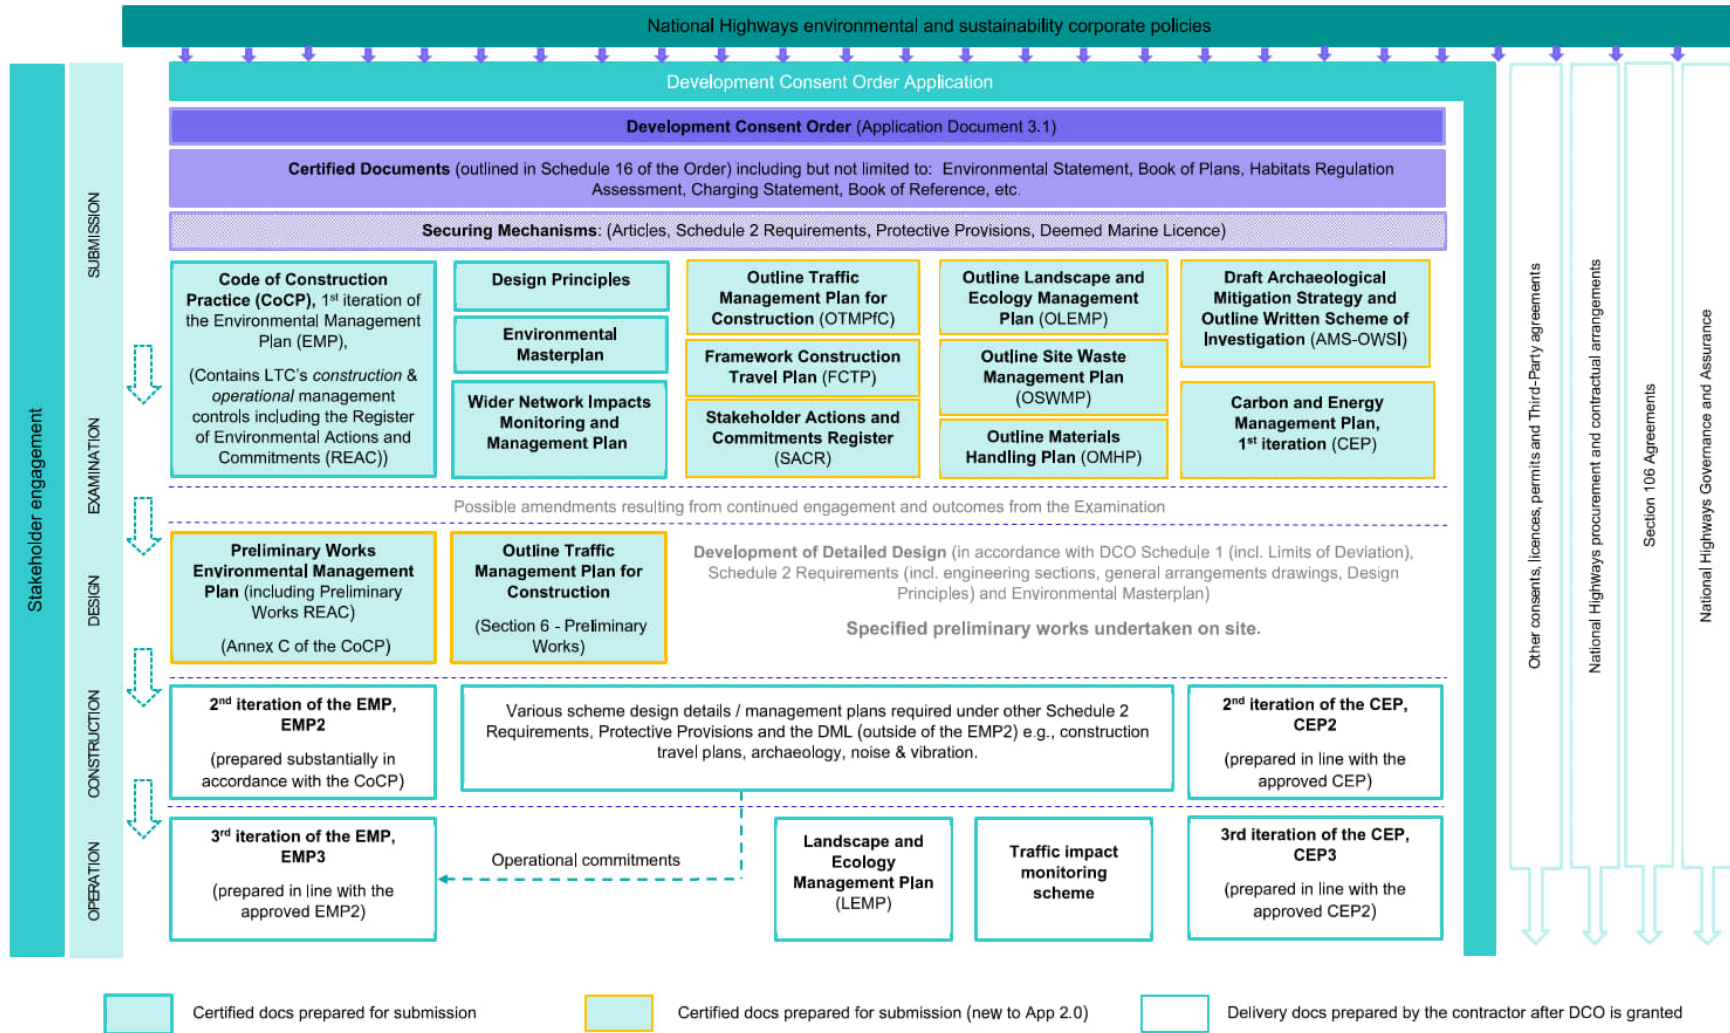 National Highways environmental and sustainability corporate policies
Development Consent Order Application
Development Consent Order (Application Document 3.1)
Certified Documents (outlined in Schedule 16 of the Order) including but not limited to: Environmental Statement, Book of Plans, Habitats Regulation
Assessment, Charging Statement, Book of Reference, etc.
Securing Mechanisms: (Articles, Schedule 2 Requirements, Protective Provisions, Deemed Marine Licence)
Stakeholder engagement
SUBMISSION
EXAMINATION
DESIGN
CONSTRUCTION
OPERATION
Code of Construction
Practice (CoCP), 1st iteration of
the Environmental Management
Plan (EMP),
(Contains LTC's construction &
operational management
controls including the Register
of Environmental Actions and
Commitments (REAC))
Design Principles
Environmental
Masterplan
Wider Network Impacts
Monitoring and
Management Plan
Outline Traffic
Management Plan for
Construction (OTMPfC)
Framework Construction
Travel Plan (FCTP)
Stakeholder Actions and
Commitments Register
(SACR)
Outline Landscape and
Ecology Management
Plan (OLEMP)
Outline Site Waste
Management Plan
(OSWMP)
Outline Materials
Handling Plan (OMHP)
Draft Archaeological
Mitigation Strategy and
Outline Written Scheme of
Investigation (AMS-OWSI)
Carbon and Energy
Management Plan,
1st iteration (CEP)
Possible amendments resulting from continued engagement and outcomes from the Examination
Preliminary Works
Environmental Management
Plan (including Preliminary
Works REAC)
(Annex C of the CoCP)
Outline Traffic
Management Plan for
Construction
(Section 6 - Preliminary
Works)
Development of Detailed Design (in accordance with DCO Schedule 1 (incl. Limits of Deviation),
Schedule 2 Requirements (incl. engineering sections, general arrangements drawings, Design
Principles) and Environmental Masterplan)
Specified preliminary works undertaken on site.
2nd iteration of the EMP,
EMP2
(prepared substantially in
accordance with the CoCP)
Various scheme design details / management plans required under other Schedule 2
Requirements, Protective Provisions and the DML (outside of the EMP2) e.g., construction
travel plans, archaeology, noise & vibration.
2nd iteration of the CEP,
CEP2
(prepared in line with the
approved CEP)
3rd iteration of the EMP,
EMP3
(prepared in line with the
approved EMP2)
Operational commitments
Landscape and
Ecology
Management Plan
(LEMP)
Traffic impact
monitoring
scheme
3rd iteration of the CEP,
CEP3
(prepared in line with the
approved CEP2)
Other consents, licences, permits and Third-Party agreements
National Highways procurement and contractual arrangements
Section 106 Agreements
National Highways Governance and Assurance
Certified docs prepared for submission
Certified docs prepared for submission (new to App 2.0)
Delivery docs prepared by the contractor after DCO is granted